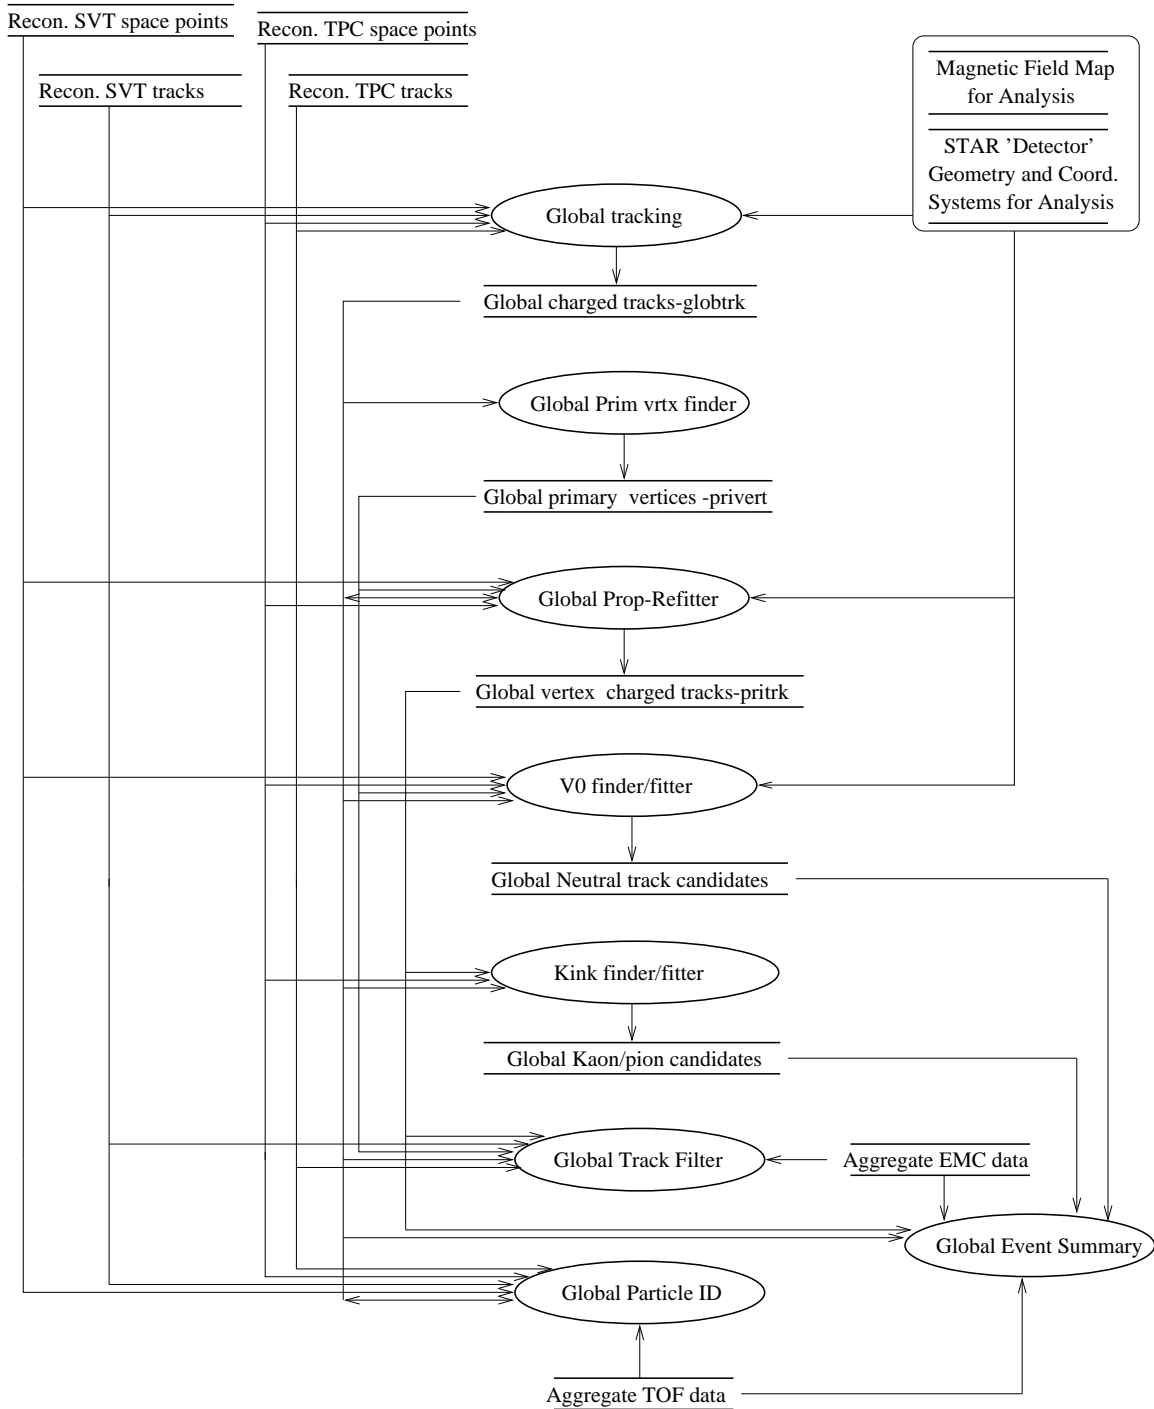 Recon. SVT space points
Recon. TPC space points
Recon. SVT tracks
Recon. TPC tracks
Magnetic Field Map
for Analysis
STAR ’Detector’
Geometry and Coord.
Systems for Analysis
Global tracking
Global charged tracks-globtrk
Global Prim vrtx finder
Global primary vertices -privert
Global Prop-Refitter
Global vertex charged tracks-pritrk
V0 finder/fitter
Global Neutral track candidates
Kink finder/fitter
Global Kaon/pion candidates
Global Track Filter
Aggregate EMC data
Global Event Summary
Global Particle ID
Aggregate TOF data